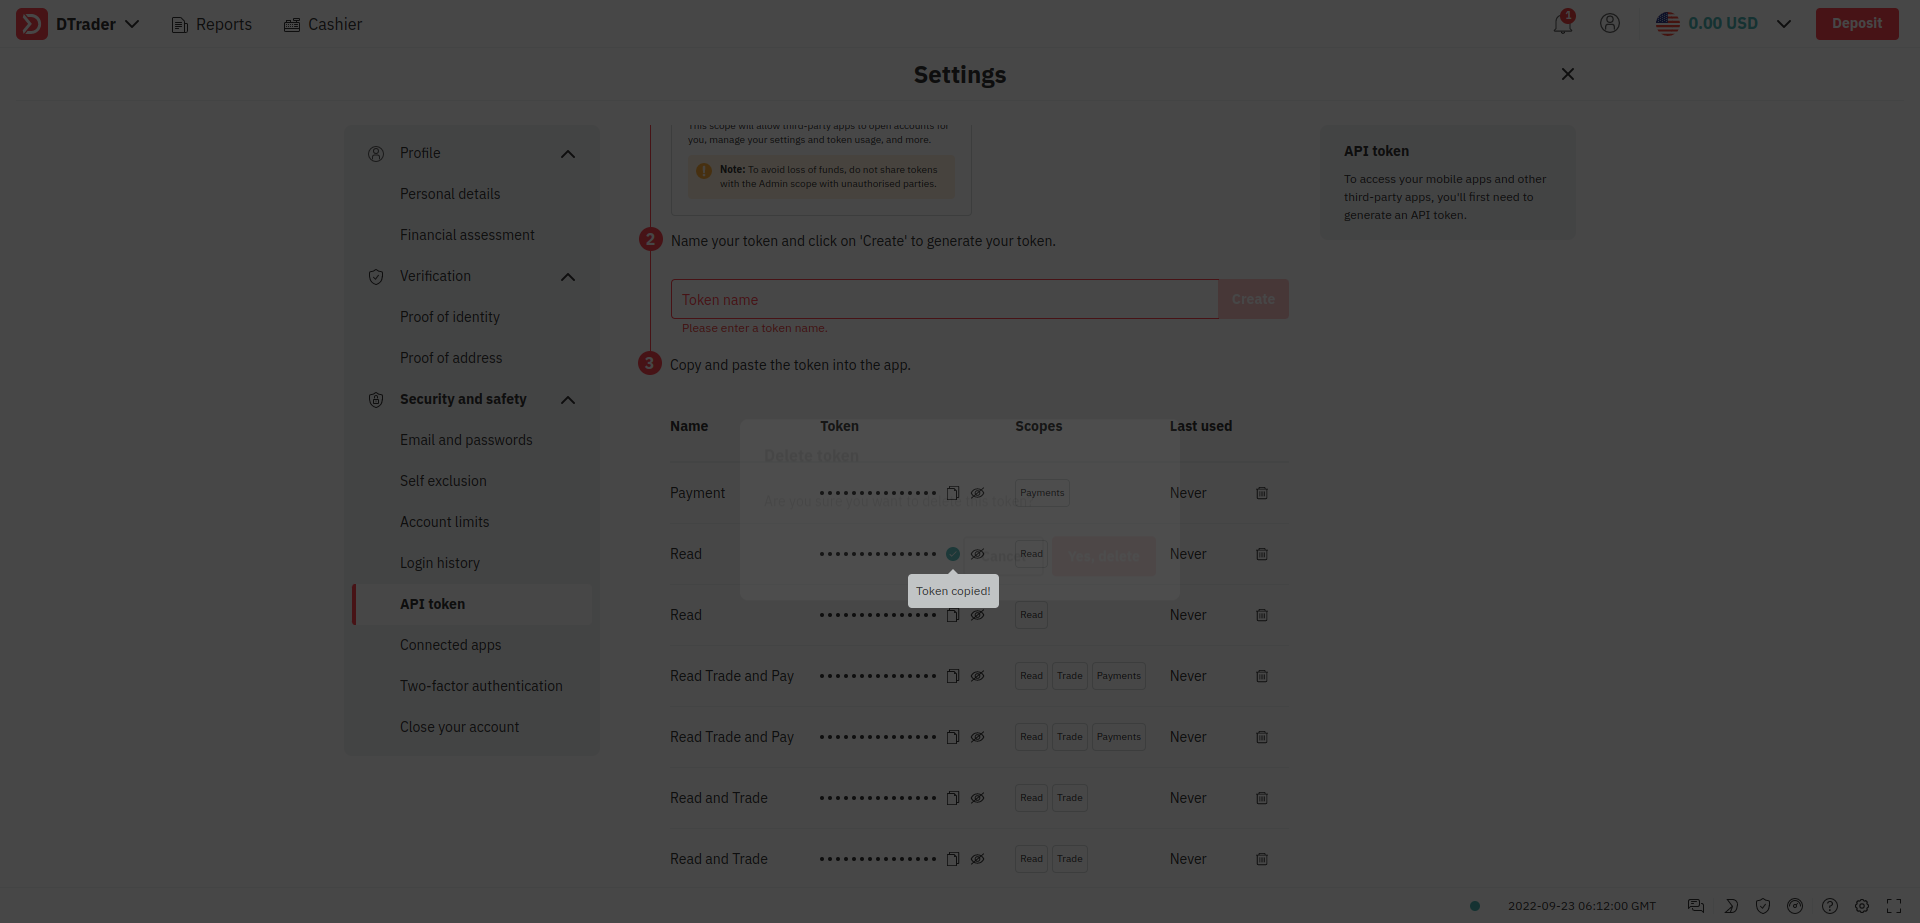 DTrader
Reports
Cashier
1
0.00 USD
Deposit
Settings
Profile
Personal details
Financial assessment
Verification
Proof of identity
Proof of address
Security and safety
Email and passwords
Self exclusion
Account limits
Login history
API token
Connected apps
Two-factor authentication
Close your account
This scope will allow third-party apps to open accounts for
you, manage your settings and token usage, and more.
Note: To avoid loss of funds, do not share tokens
with the Admin scope with unauthorised parties.
2 Name your token and click on 'Create' to generate your token.
Token name
Create
Please enter a token name.
3 Copy and paste the token into the app.
Name Token Scopes Last used
Delete token
Payment Payments Never
Read Read Never
Cancel Yes, delete
Token copied!
Read Read Never
Read Trade and Pay Read Trade Payments Never
Read Trade and Pay Read Trade Payments Never
Read and Trade Read Trade Never
Read and Trade Read Trade Never
API token
To access your mobile apps and other
third-party apps, you'll first need to
generate an API token.
2022-09-23 06:12:00 GMT